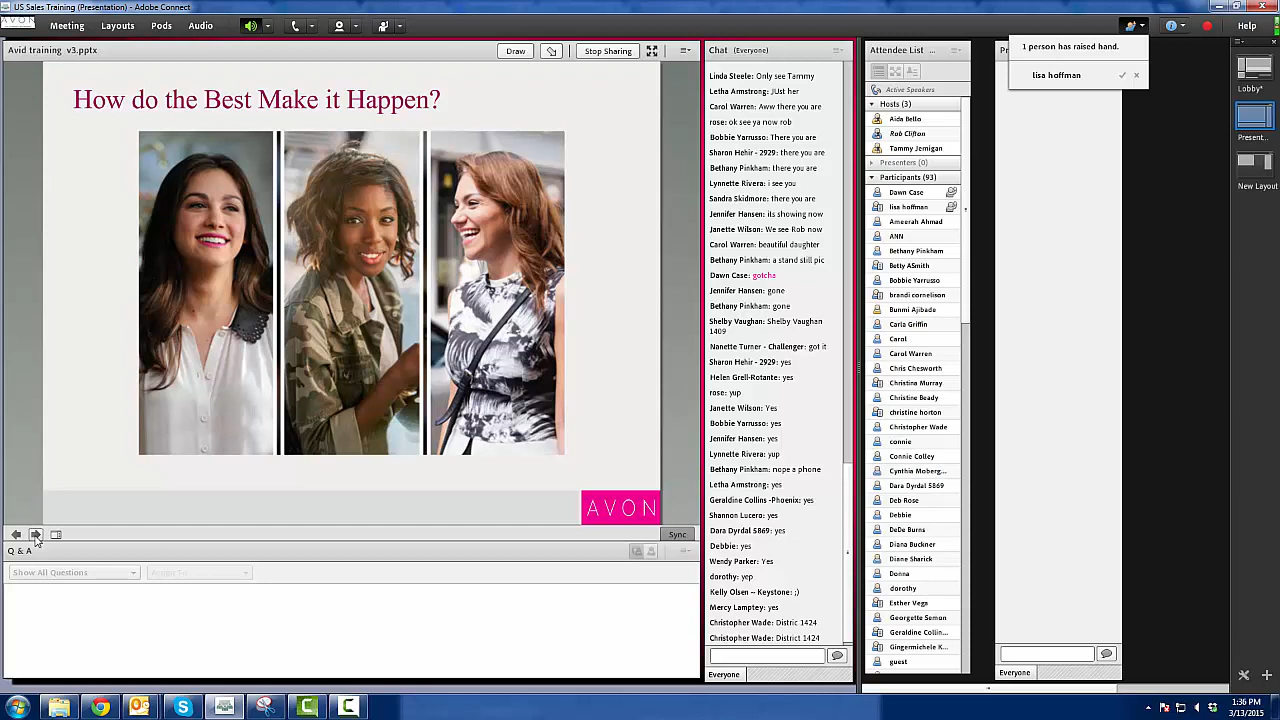 US Sales Training (Presentation) - Adobe Connect
AVON
Meeting Layouts Pods Audio
Help
1 person has raised hand.
lisa hoffman
Avid training v3.pptx
Draw
Stop Sharing
How do the Best Make it Happen?
AVON
Sync
Q & A
Show All Questions
Chat (Everyone)
Linda Steele: Only see Tammy
Letha Armstrong: JUst her
Carol Warren: Aww there you are
rose: ok see ya now rob
Bobbie Yarrusso: There you are
Sharon Hehir - 2929: there you are
Bethany Pinkham: there you are
Lynnette Rivera: i see you
Sandra Skidmore: there you are
Jennifer Hansen: its showing now
Janette Wilson: We see Rob now
Carol Warren: beautiful daughter
Bethany Pinkham: a stand still pic
Dawn Case: gotcha
Jennifer Hansen: gone
Bethany Pinkham: gone
Shelby Vaughan: Shelby Vaughan
1409
Nanette Turner - Challenger: got it
Sharon Hehir - 2929: yes
Helen Grell-Rotante: yes
rose: yup
Janette Wilson: Yes
Bobbie Yarrusso: yes
Jennifer Hansen: yes
Lynnette Rivera: yup
Bethany Pinkham: nope a phone
Letha Armstrong: yes
Geraldine Collins -Phoenix: yes
Shannon Lucero: yes
Dara Dyrdal 5869: yes
Debbie: yes
Wendy Parker: Yes
dorothy: yep
Kelly Olsen ~ Keystone: ;)
Mercy Lamptey: yes
Christopher Wade: Distric 1424
Christopher Wade: District 1424
Everyone
Attendee List ...
Active Speakers
Hosts (3)
Aida Bello
Rob Clifton
Tammy Jernigan
Presenters (0)
Participants (93)
Dawn Case
lisa hoffman
Ameerah Ahmad
ANN
Bethany Pinkham
Betty ASmith
Bobbie Yarrusso
brandi cornelison
Bunmi Ajibade
Carla Griffin
Carol
Carol Warren
Chris Chesworth
Christina Murray
Christine Beady
christine horton
Christopher Wade
connie
Connie Colley
Cynthia Moberg...
Dara Dyrdal 5869
Deb Rose
Debbie
DeDe Burns
Diana Buckner
Diane Sharick
Donna
dorothy
Esther Vega
Georgette Semon
Geraldine Collin...
Gingermichele K...
guest
Everyone
Lobby*
Present...
New Layout
1:36 PM
3/13/2015